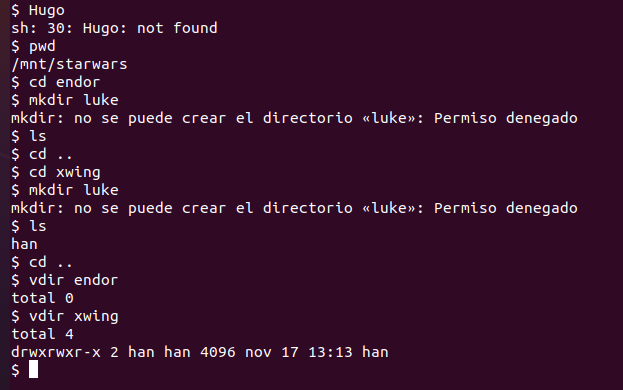 $ Hugo
sh: 30: Hugo: not found
$ pwd
/mnt/starwars
$ cd endor
$ mkdir luke
mkdir: no se puede crear el directorio «luke»: Permiso denegado
$ ls
$ cd ..
$ cd xwing
$ mkdir luke
mkdir: no se puede crear el directorio «luke»: Permiso denegado
$ ls
han
$ cd ..
$ vdir endor
total 0
$ vdir xwing
total 4
drwxrwxr-x 2 han han 4096 nov 17 13:13 han
$